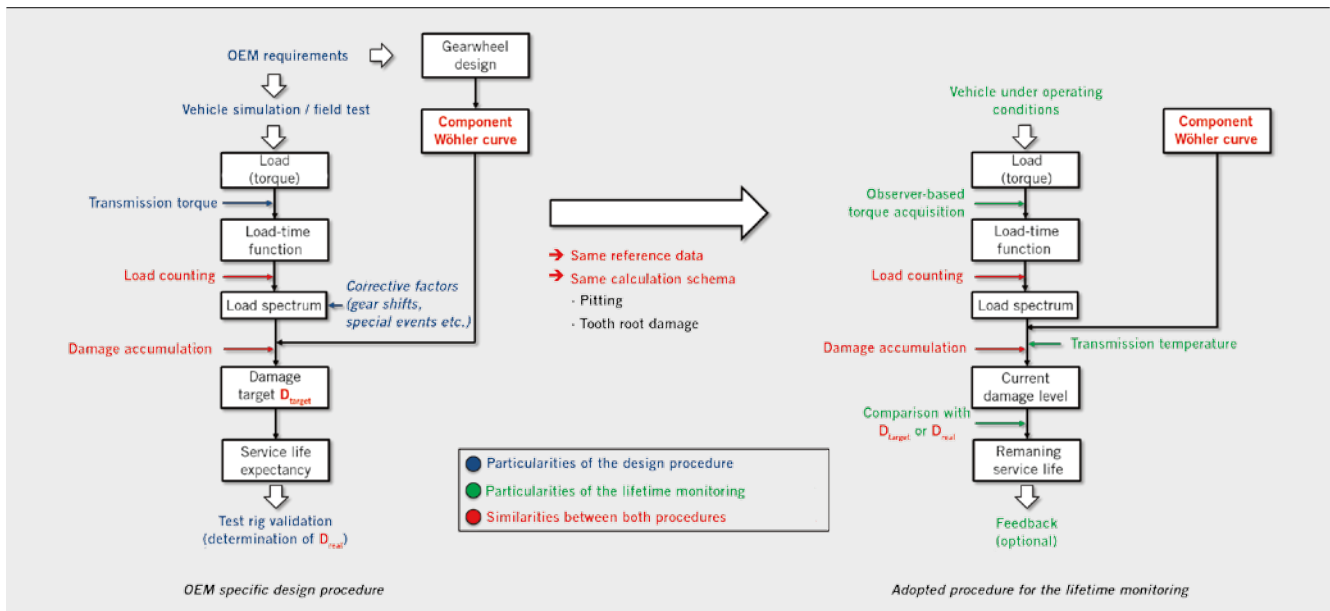 OEM requirements
Gearwheel
design
Vehicle simulation / field test
Component
Wöhler curve
Load
(torque)
Transmission torque
Load-time
function
Load counting
Corrective factors
(gear shifts,
special events etc.)
Load spectrum
Damage accumulation
Damage
target D target
Service life
expectancy
Test rig validation
(determination of D real)
OEM specific design procedure
→ Same reference data
→ Same calculation schema
· Pitting
· Tooth root damage
Particularities of the design procedure
Particularities of the lifetime monitoring
Similarities between both procedures
Vehicle under operating
conditions
Component
Wöhler curve
Load
(torque)
Observer-based
torque acquisition
Load-time
function
Load counting
Load spectrum
Transmission temperature
Damage accumulation
Current
damage level
Comparison with
D target or D real
Remaning
service life
Feedback
(optional)
Adopted procedure for the lifetime monitoring